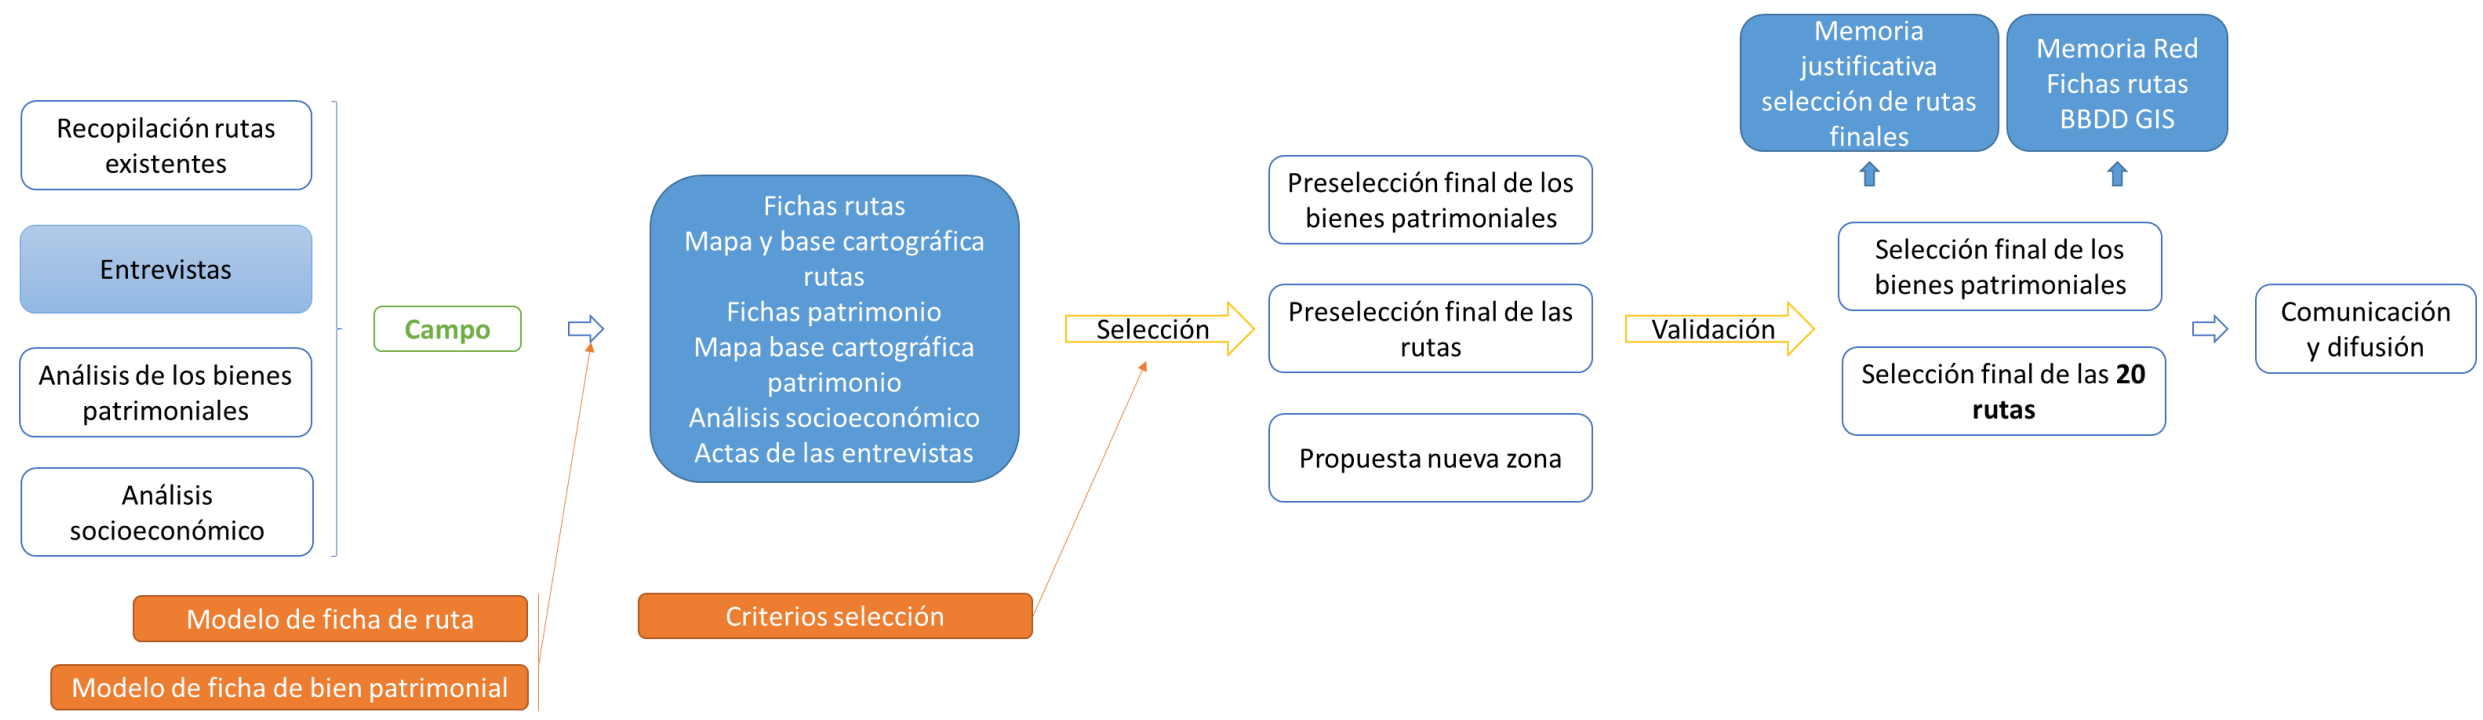 Recopilación rutas
existentes
Entrevistas
Análisis de los bienes
patrimoniales
Análisis
socioeconómico
Modelo de ficha de ruta
Modelo de ficha de bien patrimonial
Campo
Fichas rutas
Mapa y base cartográfica
rutas
Fichas patrimonio
Mapa base cartográfica
patrimonio
Análisis socioeconómico
Actas de las entrevistas
Criterios selección
Selección
Preselección final de los
bienes patrimoniales
Preselección final de las
rutas
Propuesta nueva zona
Validación
Memoria
justificativa
selección de rutas
finales
Memoria Red
Fichas rutas
BBDD GIS
Selección final de los
bienes patrimoniales
Selección final de las 20
rutas
Comunicación
y difusión